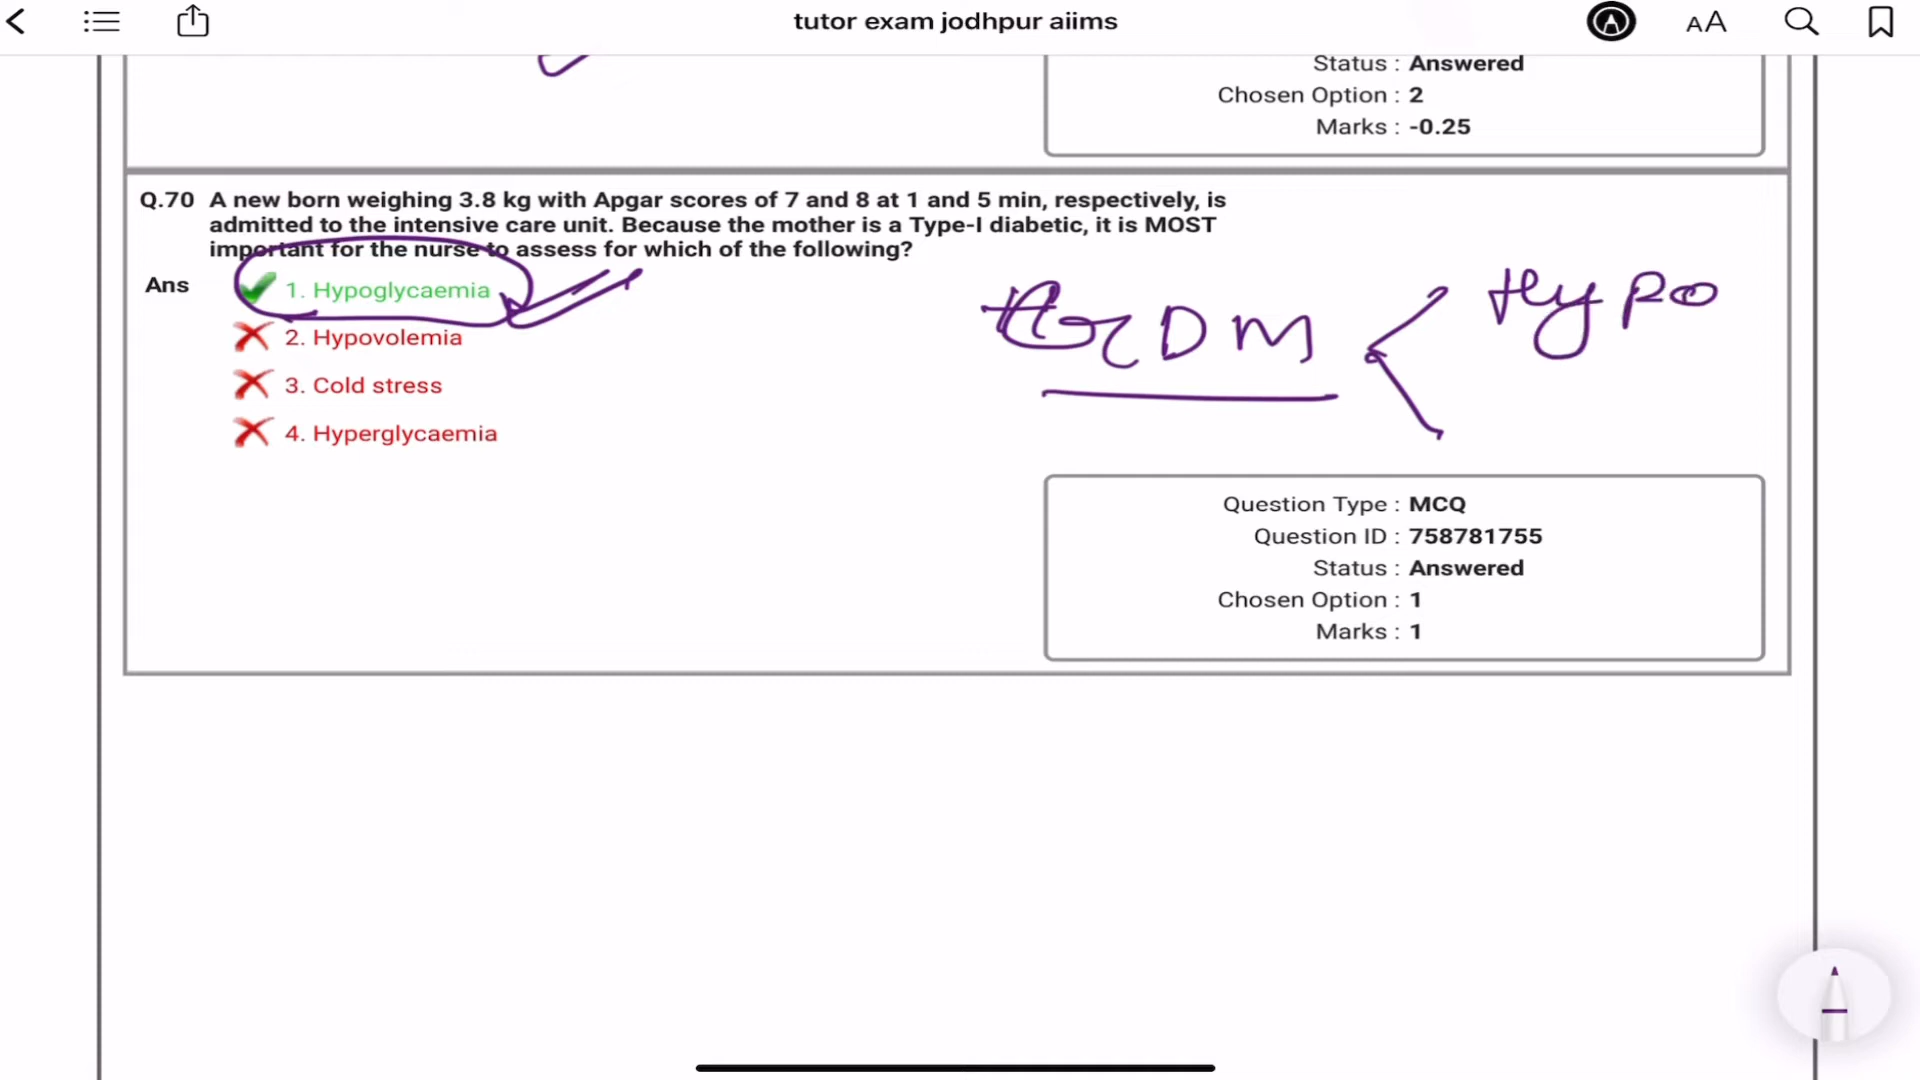 tutor exam jodhpur aiims
AA
Status : Answered
Chosen Option : 2
Marks : -0.25
Q.70 A new born weighing 3.8 kg with Apgar scores of 7 and 8 at 1 and 5 min, respectively, is
admitted to the intensive care unit. Because the mother is a Type-I diabetic, it is MOST
important for the nurse to assess for which of the following?
Ans
1. Hypoglycaemia
2. Hypovolemia
3. Cold stress
4. Hyperglycaemia
DM
Hypo
Question Type : MCQ
Question ID : 758781755
Status : Answered
Chosen Option : 1
Marks : 1